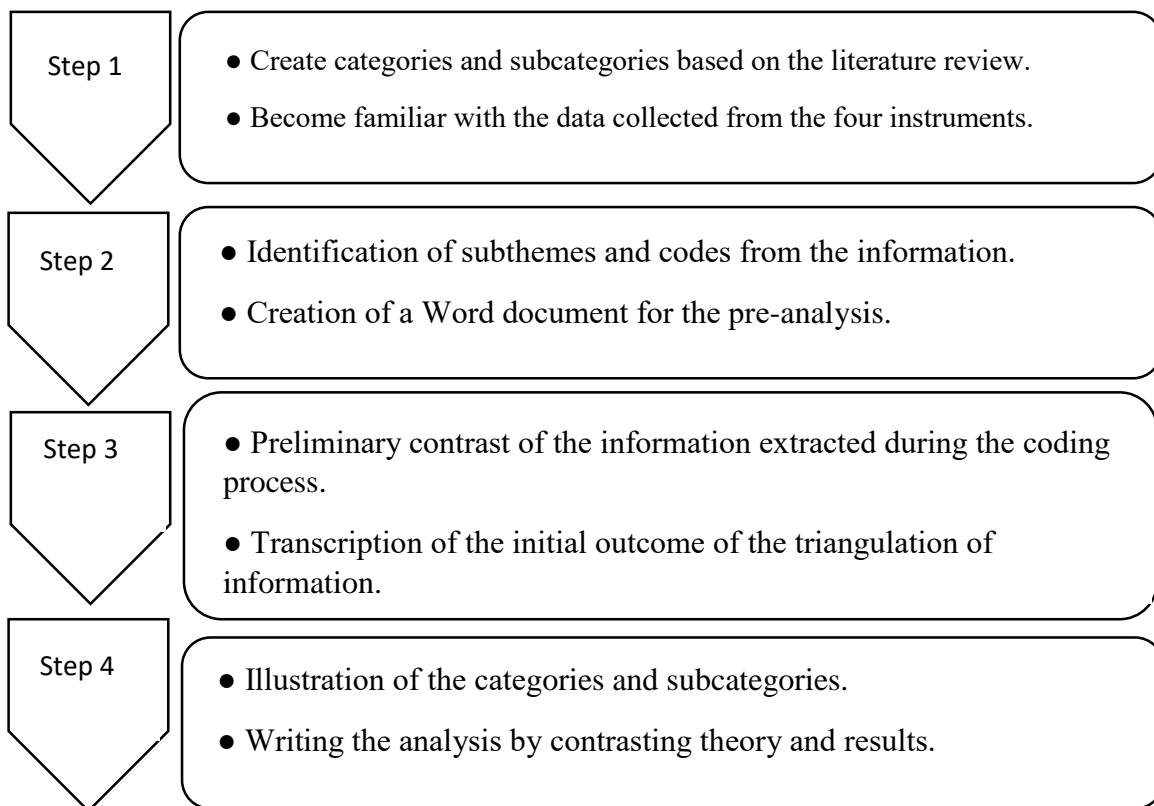 Step 1
● Create categories and subcategories based on the literature review.
● Become familiar with the data collected from the four instruments.
Step 2
● Identification of subthemes and codes from the information.
● Creation of a Word document for the pre-analysis.
Step 3
● Preliminary contrast of the information extracted during the coding
process.
● Transcription of the initial outcome of the triangulation of
information.
Step 4
● Illustration of the categories and subcategories.
● Writing the analysis by contrasting theory and results.